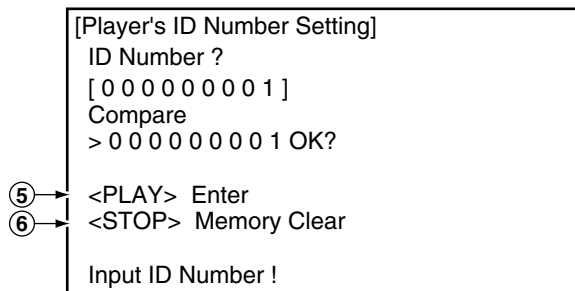 [Player's ID Number Setting]
ID Number ?
[ 0 0 0 0 0 0 0 0 1 ]
Compare
> 0 0 0 0 0 0 0 0 1 OK?
5 <PLAY> Enter
6 <STOP> Memory Clear
Input ID Number !